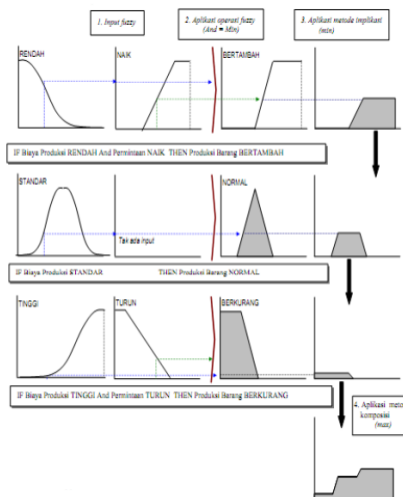 1. Input fuzzy
2. Aplikasi operasi fuzzy
(And = Min)
3. Aplikasi metode implikasi
(min)
RENDAH
NAIK
BERTAMBAH
IF Biaya Produksi RENDAH And Permintaan NAIK THEN Produksi Barang BERTAMBAH
STANDAR
NORMAL
Tak ada input
IF Biaya Produksi STANDAR THEN Produksi Barang NORMAL
TINGGI
TURUN
BERKURANG
IF Biaya Produksi TINGGI And Permintaan TURUN THEN Produksi Barang BERKURANG
4. Aplikasi meto
komposisi
(max)